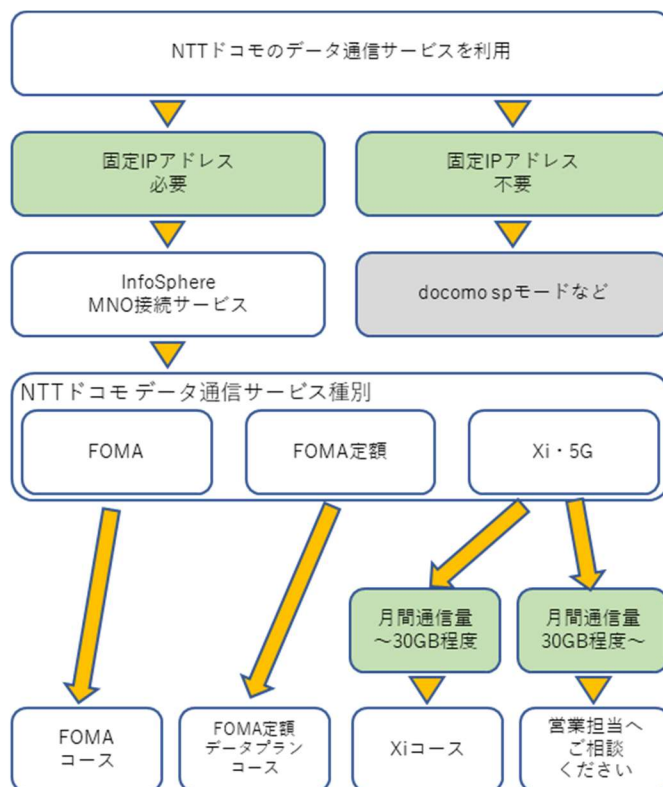 NTTドコモのデータ通信サービスを利用
固定IPアドレス
必要
固定IPアドレス
不要
InfoSphere
MNO接続サービス
docomo spモードなど
NTTドコモ データ通信サービス種別
FOMA
FOMA定額
Xi・5G
月間通信量
～30GB程度
月間通信量
30GB程度～
FOMA
コース
FOMA定額
データプラン
コース
Xiコース
営業担当へ
ご相談
ください